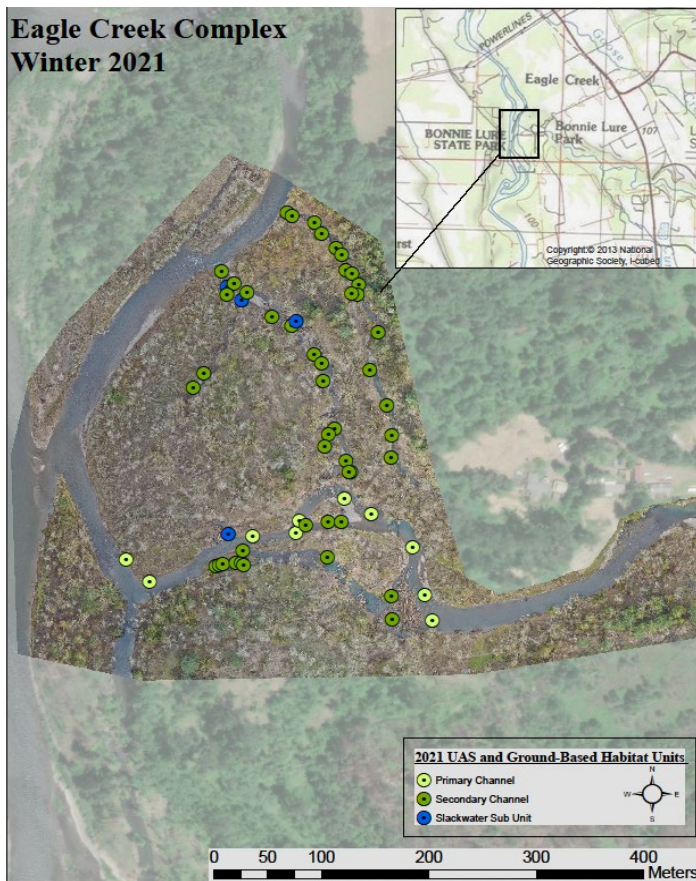 Eagle Creek Complex
Winter 2021
POWERLINES
Goose
Eagle Creek
BONNIE LURE
STATE PARK
Bonnie Lure
Park
107
100
Copyright:© 2013 National
Geographic Society, i-cubed
2021 UAS and Ground-Based Habitat Units
N
W
E
S
Primary Channel
Secondary Channel
Slackwater Sub Unit
0 50 100 200 300 400
Meters